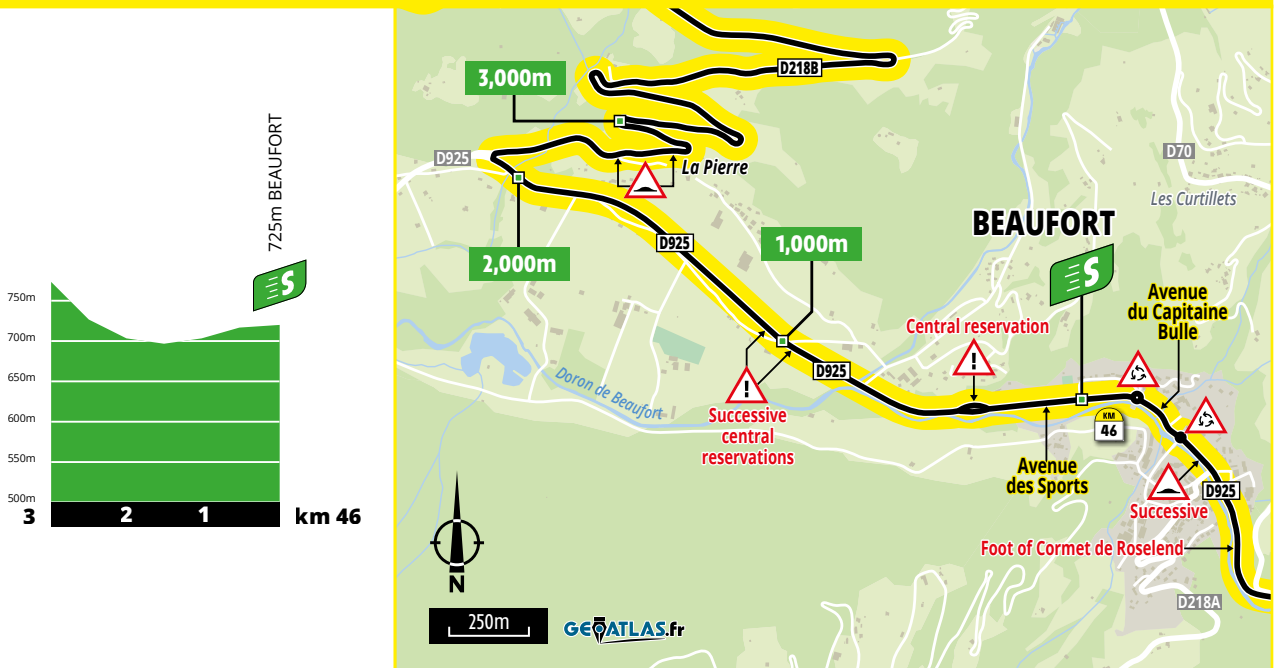 725m BEAUFORT
S
750m
700m
650m
600m
550m
500m
3 2 1 km 46
3,000m
D218B
D925
La Pierre
D70
Les Curtillets
2,000m
D925
1,000m
BEAUFORT
S
Avenue
du Capitaine
Bulle
Central reservation
!
D925
!
Doron de Beaufort
Successive
central
reservations
KM
46
Avenue
des Sports
D925
Successive
Foot of Cormet de Roselend
D218A
N
250m
GEOATLAS.fr